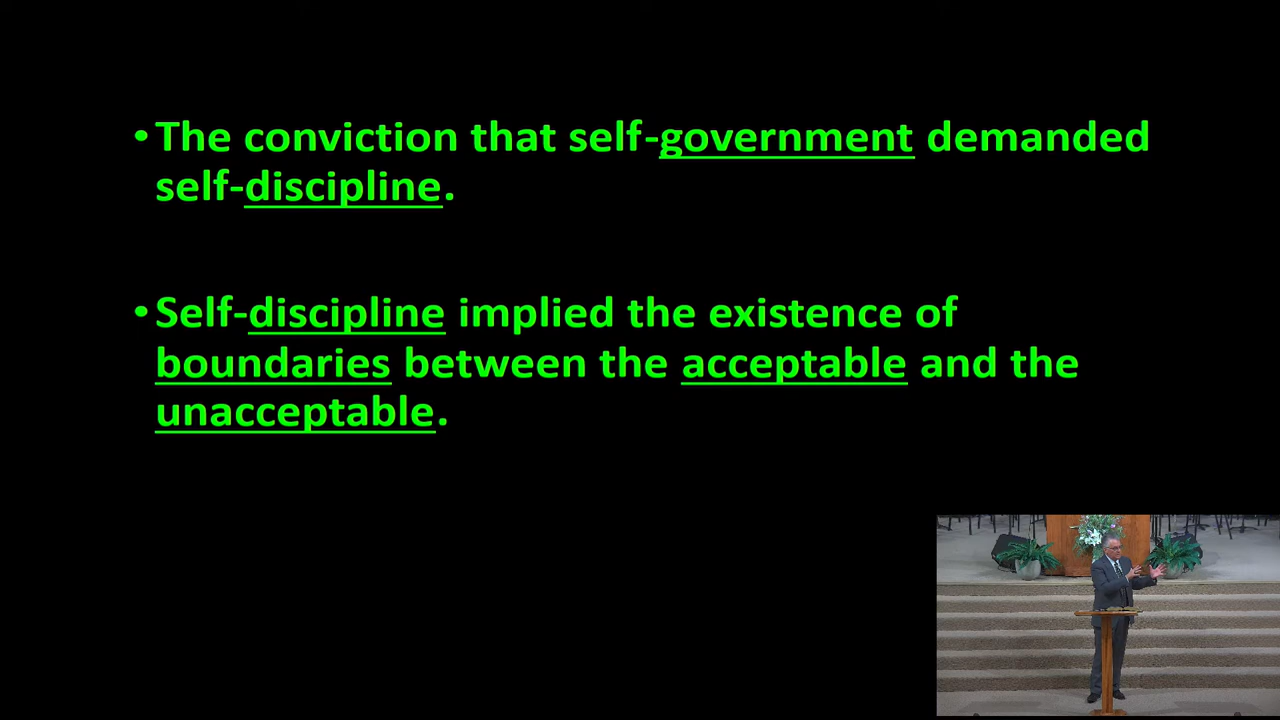 • The conviction that self-government demanded
self-discipline.
• Self-discipline implied the existence of
boundaries between the acceptable and the
unacceptable.